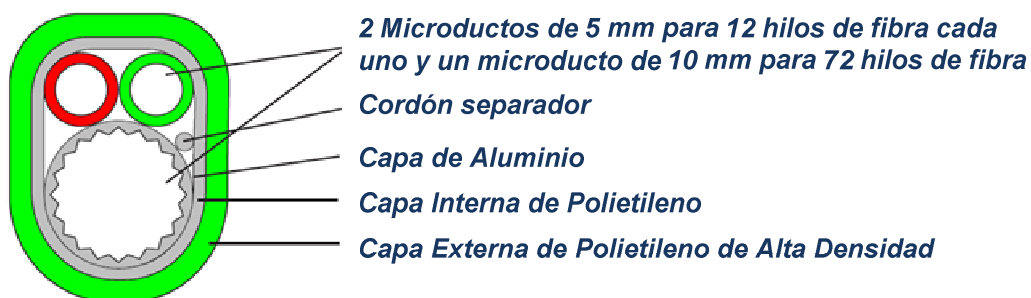 2 Microductos de 5 mm para 12 hilos de fibra cada
uno y un microducto de 10 mm para 72 hilos de fibra
Cordón separador
Capa de Aluminio
Capa Interna de Polietileno
Capa Externa de Polietileno de Alta Densidad